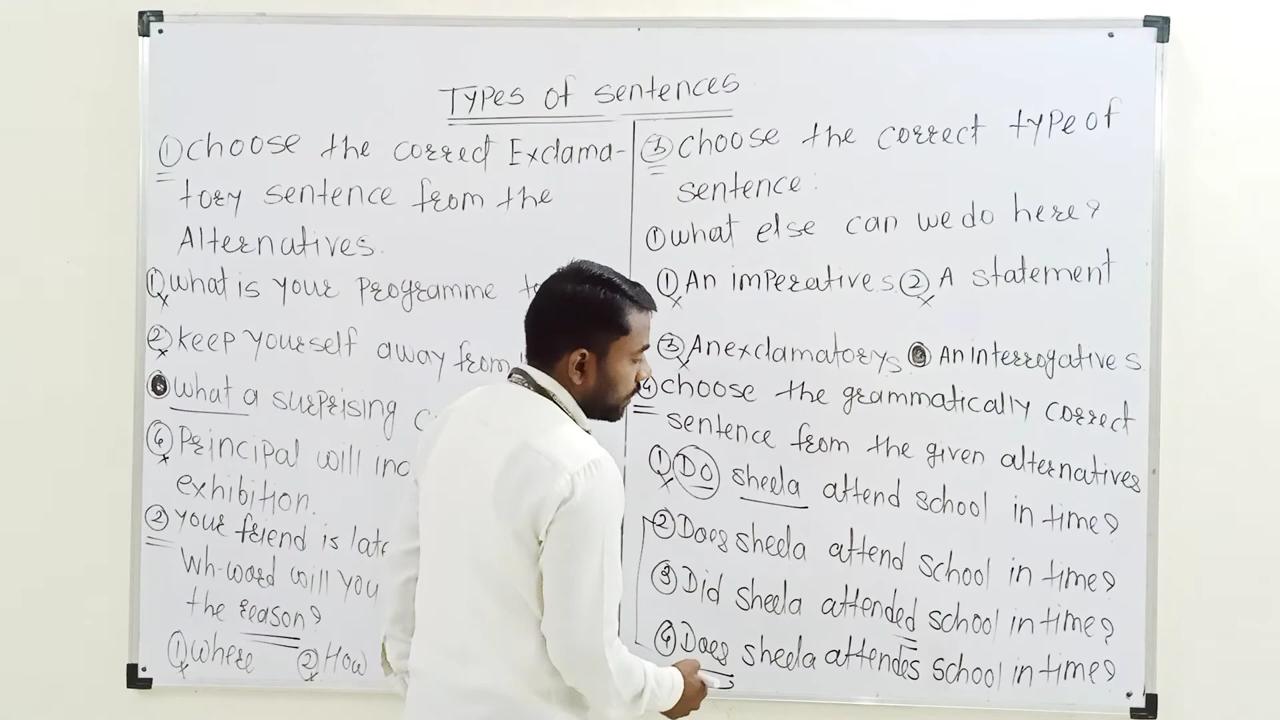 Types of sentences
① choose the correct Exclama-
tory sentence from the
Alternatives.
① what is your programme
② keep yourself away from
what a surprising
④ Principal will inc
exhibition.
② your friend is late
Wh-word will you
the reason?
① where ② How
③ choose the correct type of
sentence:
① what else can we do here?
① An imperatives ② A statement
③ An exclamatorys An interrogatives
④ choose the grammatically correct
sentence from the given alternatives
① Do sheela attend school in time?
② Does sheela attend school in time?
③ Did sheela attended school in time?
④ Does sheela attendes school in time?